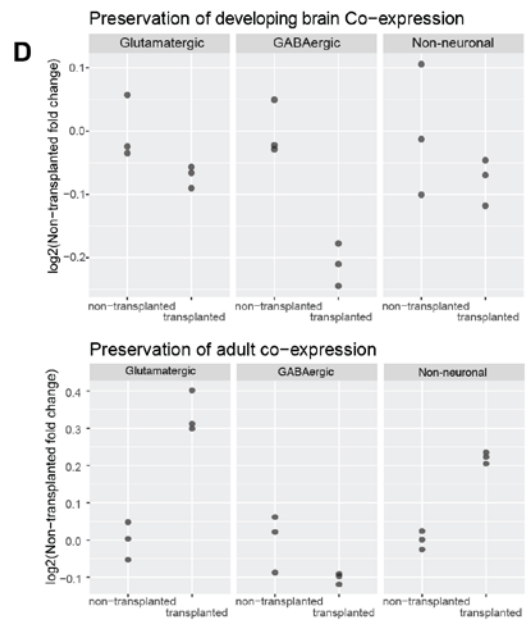 Preservation of developing brain Co-expression
D
Glutamatergic GABAergic Non-neuronal
log2(Non-transplanted fold change)
0.1
0.0
-0.1
-0.2
non-transplanted non-transplanted non-transplanted
transplanted transplanted transplanted
Preservation of adult co-expression
Glutamatergic GABAergic Non-neuronal
log2(Non-transplanted fold change)
0.4
0.3
0.2
0.1
0.0
-0.1
non-transplanted non-transplanted non-transplanted
transplanted transplanted transplanted